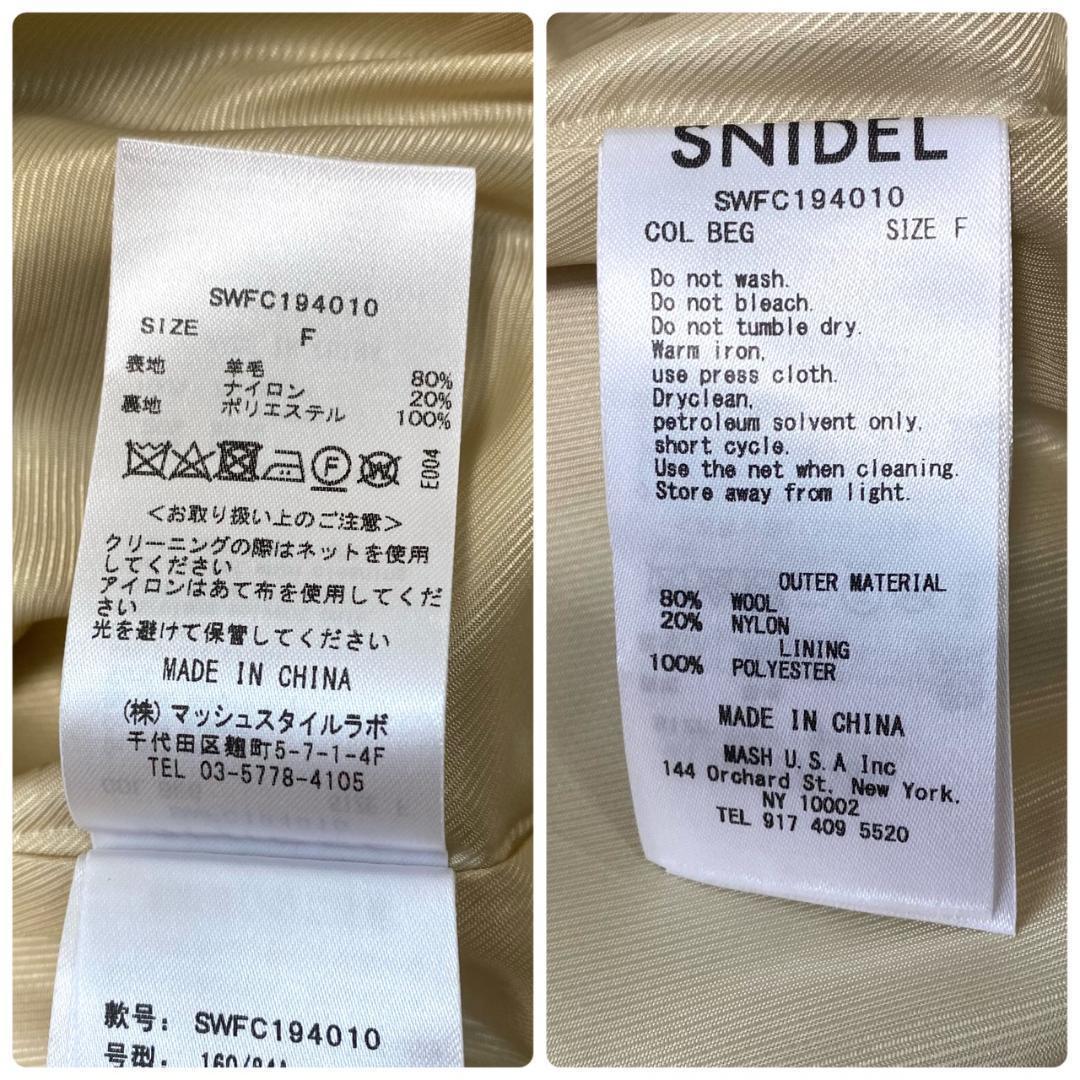 SWFC194010
SIZE F
表地 羊毛 80%
ナイロン 20%
裏地 ポリエステル 100%
F
W
E004
<お取り扱い上のご注意>
クリーニングの際はネットを使用
してください
アイロンはあて布を使用してくだ
さい
光を避けて保管してください
MADE IN CHINA
(株)マッシュスタイルラボ
千代田区麹町5-7-1-4F
TEL 03-5778-4105
款号: SWFC194010
号型: 160/84A
SNIDEL
SWFC194010
COL BEG SIZE F
Do not wash.
Do not bleach.
Do not tumble dry.
Warm iron,
use press cloth.
Dryclean,
petroleum solvent only,
short cycle.
Use the net when cleaning.
Store away from light.
OUTER MATERIAL
80% WOOL
20% NYLON
LINING
100% POLYESTER
MADE IN CHINA
MASH U.S.A Inc
144 Orchard St, New York,
NY 10002
TEL 917 409 5520